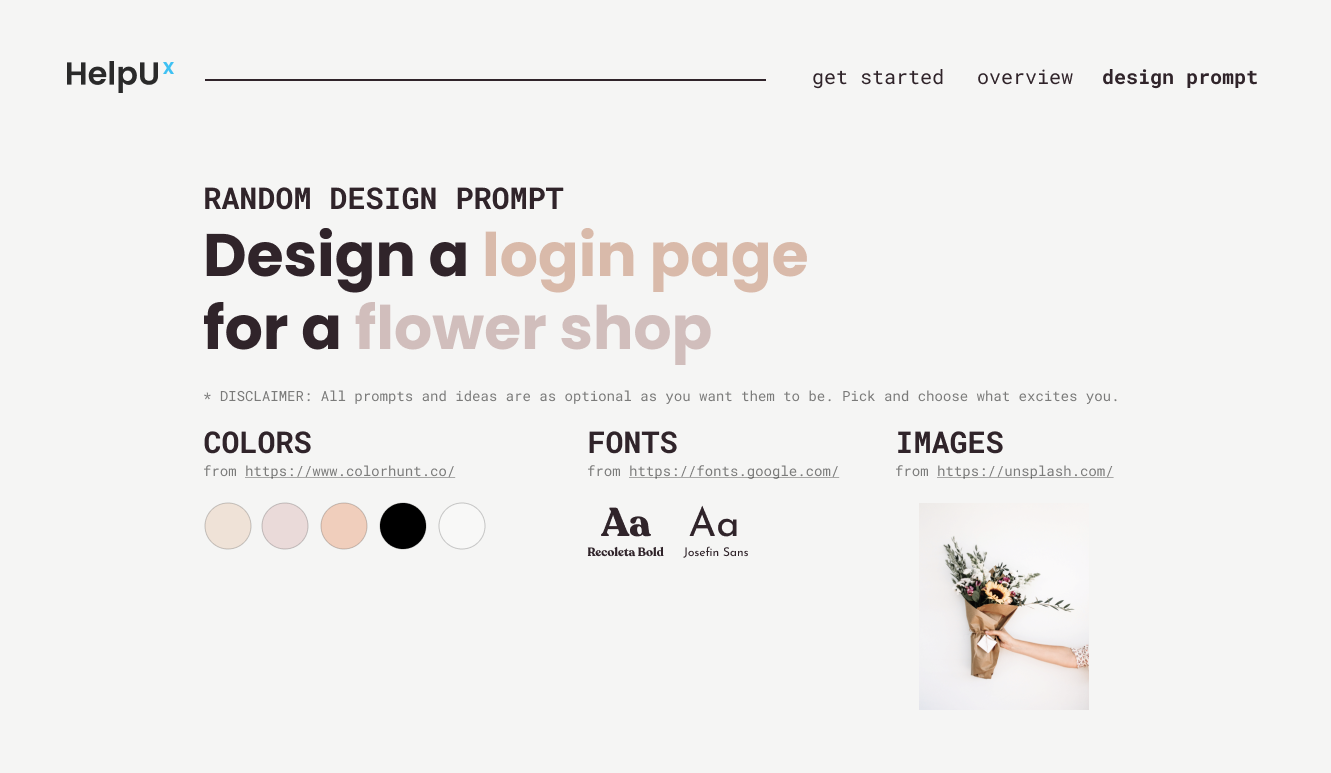 HelpUx
get started overview design prompt
RANDOM DESIGN PROMPT
Design a login page
for a flower shop
* DISCLAIMER: All prompts and ideas are as optional as you want them to be. Pick and choose what excites you.
COLORS
from https://www.colorhunt.co/
FONTS
from https://fonts.google.com/
Aa Aa
Recoleta Bold Josefin Sans
IMAGES
from https://unsplash.com/